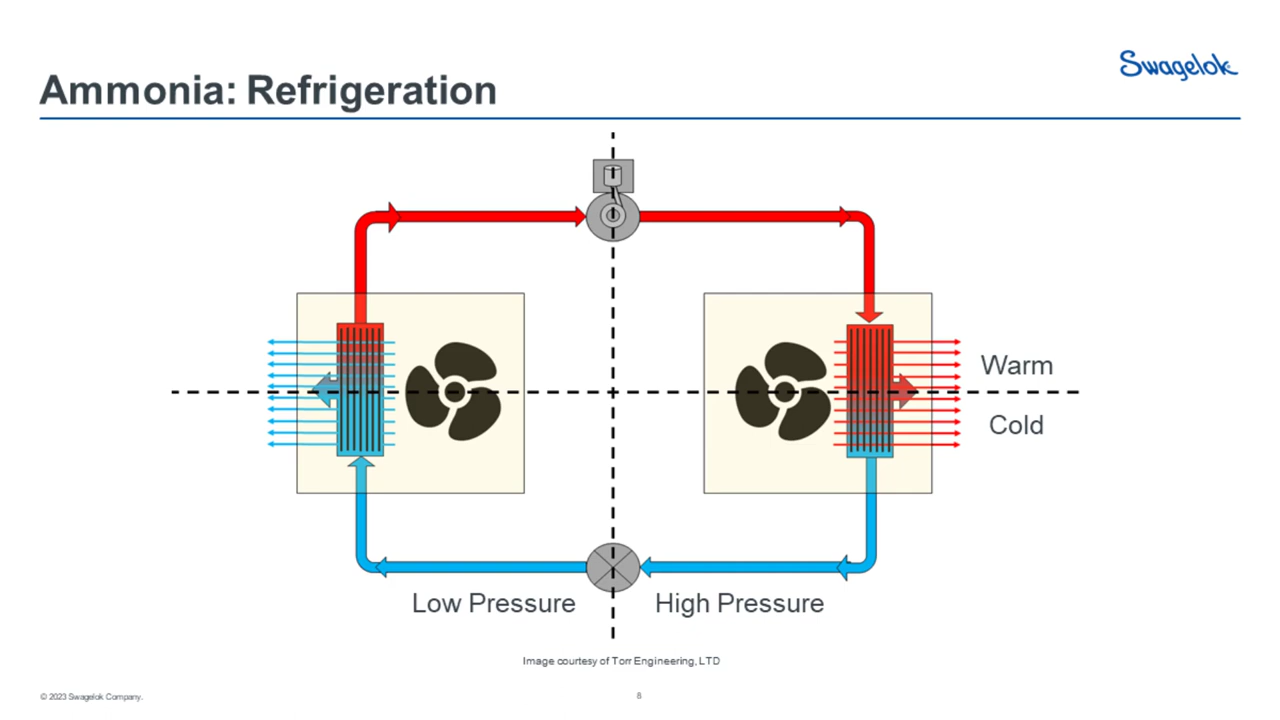 Swagelok
Ammonia: Refrigeration
Warm
Cold
Low Pressure
High Pressure
Image courtesy of Torr Engineering, LTD
© 2023 Swagelok Company.
8